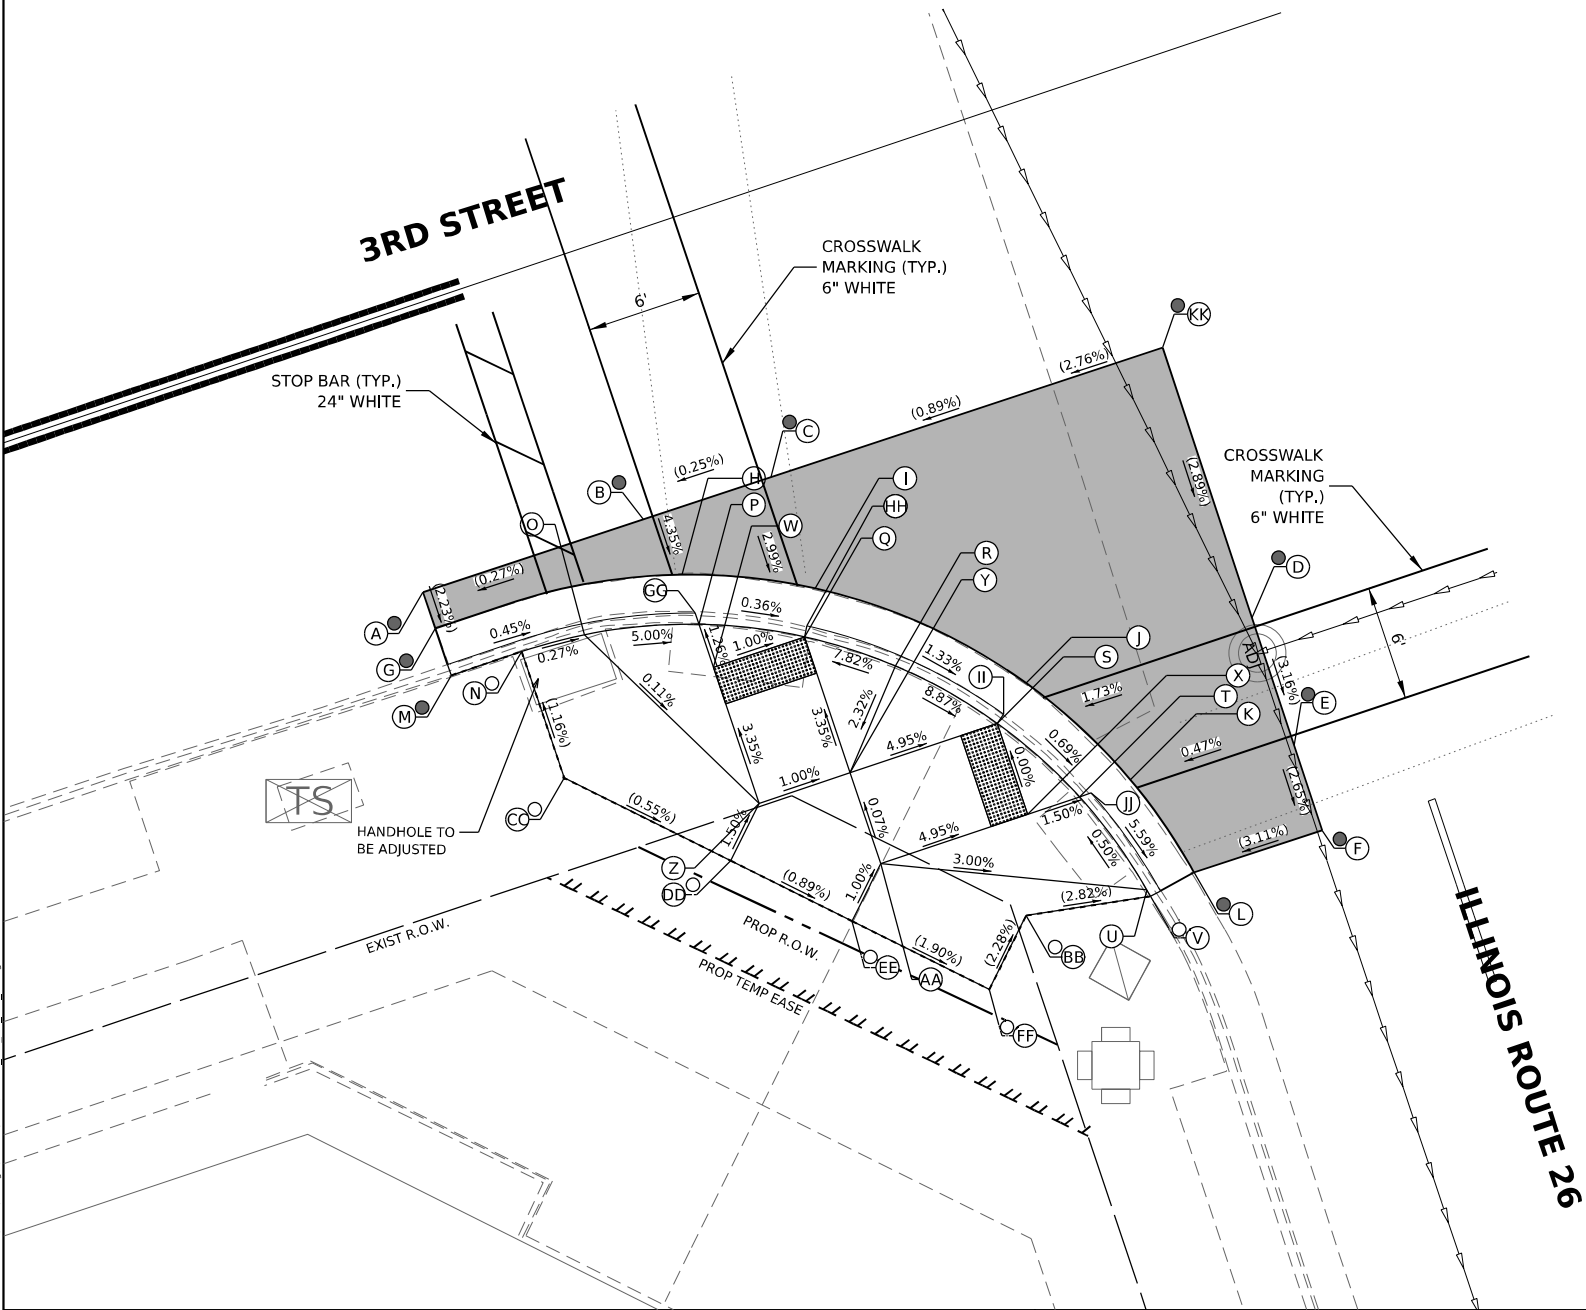 3RD STREET
CROSSWALK
MARKING (TYP.)
6" WHITE
6'
KK
(2.76%)
STOP BAR (TYP.)
24" WHITE
(0.89%)
C
CROSSWALK
MARKING
(TYP.)
6" WHITE
(0.25%)
H
I
(2.89%)
B
P
HH
O
4.35%
W
2.99%
Q
R
D
(0.27%)
Y
GG
(2.23%)
0.36%
A
0.45%
5.00%
1.26%
1.00%
J
6'
G
0.27%
7.82%
1.33%
S
AD
N
0.11%
8.87%
II
X
(3.16%)
M
2.32%
1.73%
T
E
(1.16%)
3.35%
3.35%
4.95%
0.69%
K
0.00%
0.47%
1.00%
(2.65%)
TS
CC
(0.55%)
JJ
HANDHOLE TO
BE ADJUSTED
1.50%
0.07%
4.95%
1.50%
5.59%
(3.11%)
F
0.50%
Z
3.00%
DD
(0.89%)
1.00%
(2.82%)
L
EXIST R.O.W.
PROP R.O.W.
(1.90%)
(2.28%)
U
V
BB
PROP TEMP EASE
EE
AA
FF
ILLINOIS ROUTE 26